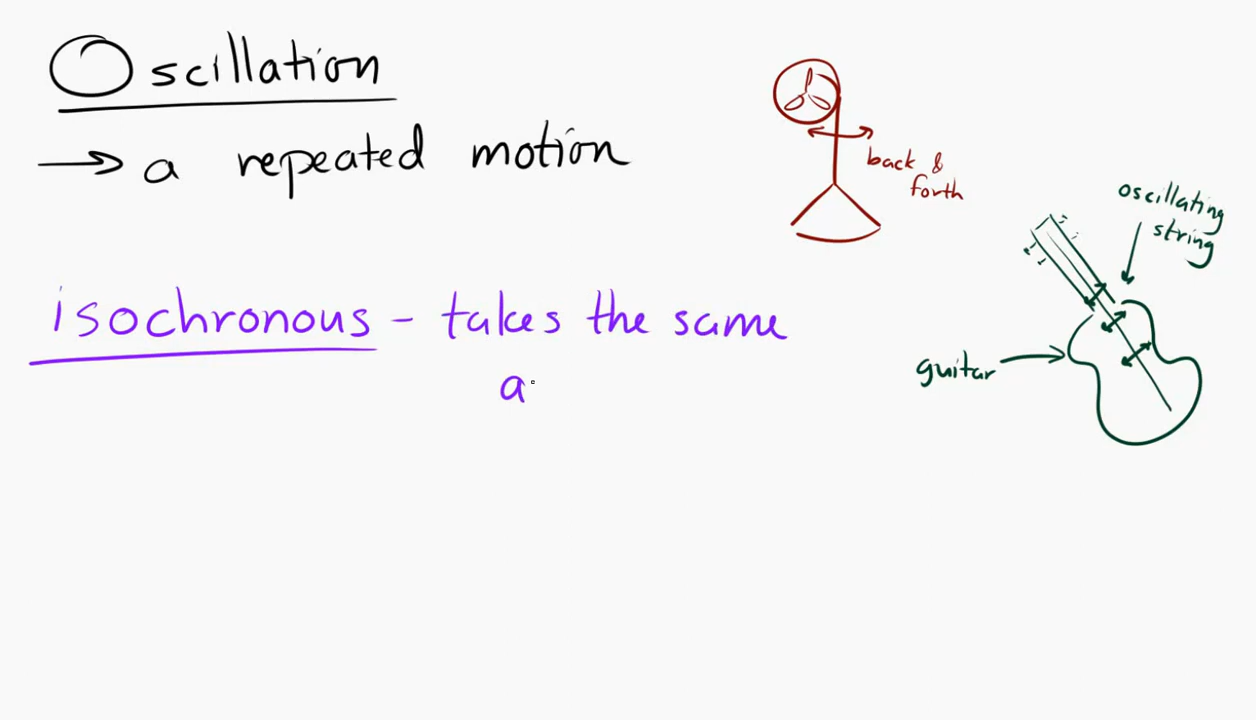 Oscillation
→ a repeated motion
back &
forth
oscillating
string
isochronous - takes the same
a
guitar